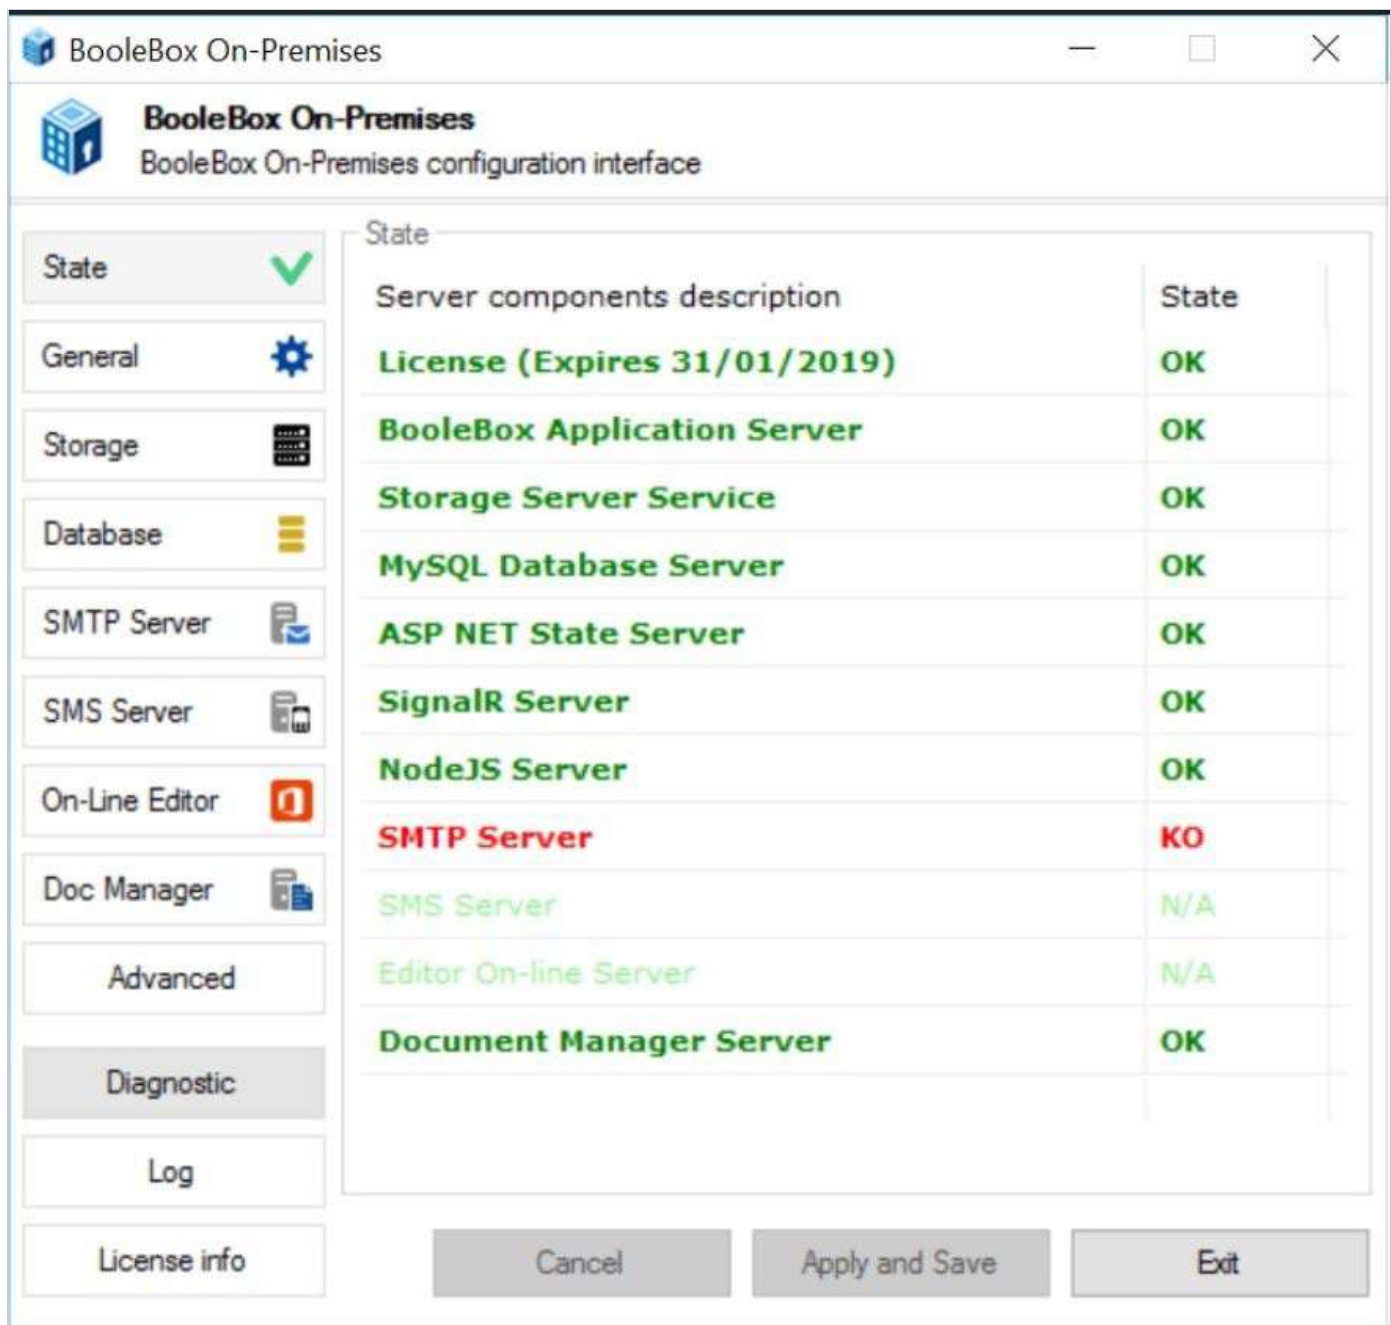 BooleBox On-Premises
BooleBox On-Premises
BooleBox On-Premises configuration interface
State
General
Storage
Database
SMTP Server
SMS Server
On-Line Editor
Doc Manager
Advanced
Diagnostic
Log
License info
State
Server components description State
License (Expires 31/01/2019) OK
BooleBox Application Server OK
Storage Server Service OK
MySQL Database Server OK
ASP NET State Server OK
SignalR Server OK
NodeJS Server OK
SMTP Server KO
SMS Server N/A
Editor On-line Server N/A
Document Manager Server OK
Cancel Apply and Save Exit